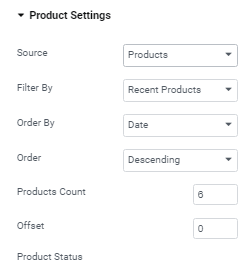 Product Settings
Source Products
Filter By Recent Products
Order By Date
Order Descending
Products Count 6
Offset 0
Product Status